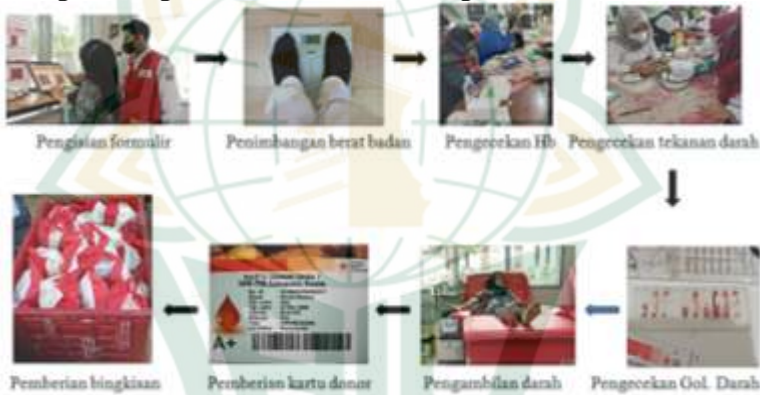 Pengisian formulir
Penimbangan berat badan
Pengecekan Hb
Pengecekan tekanan darah
Pengecekan Gol. Darah
Pengambilan darah
Pemberian kartu donor
Pemberian bingkisan
A+